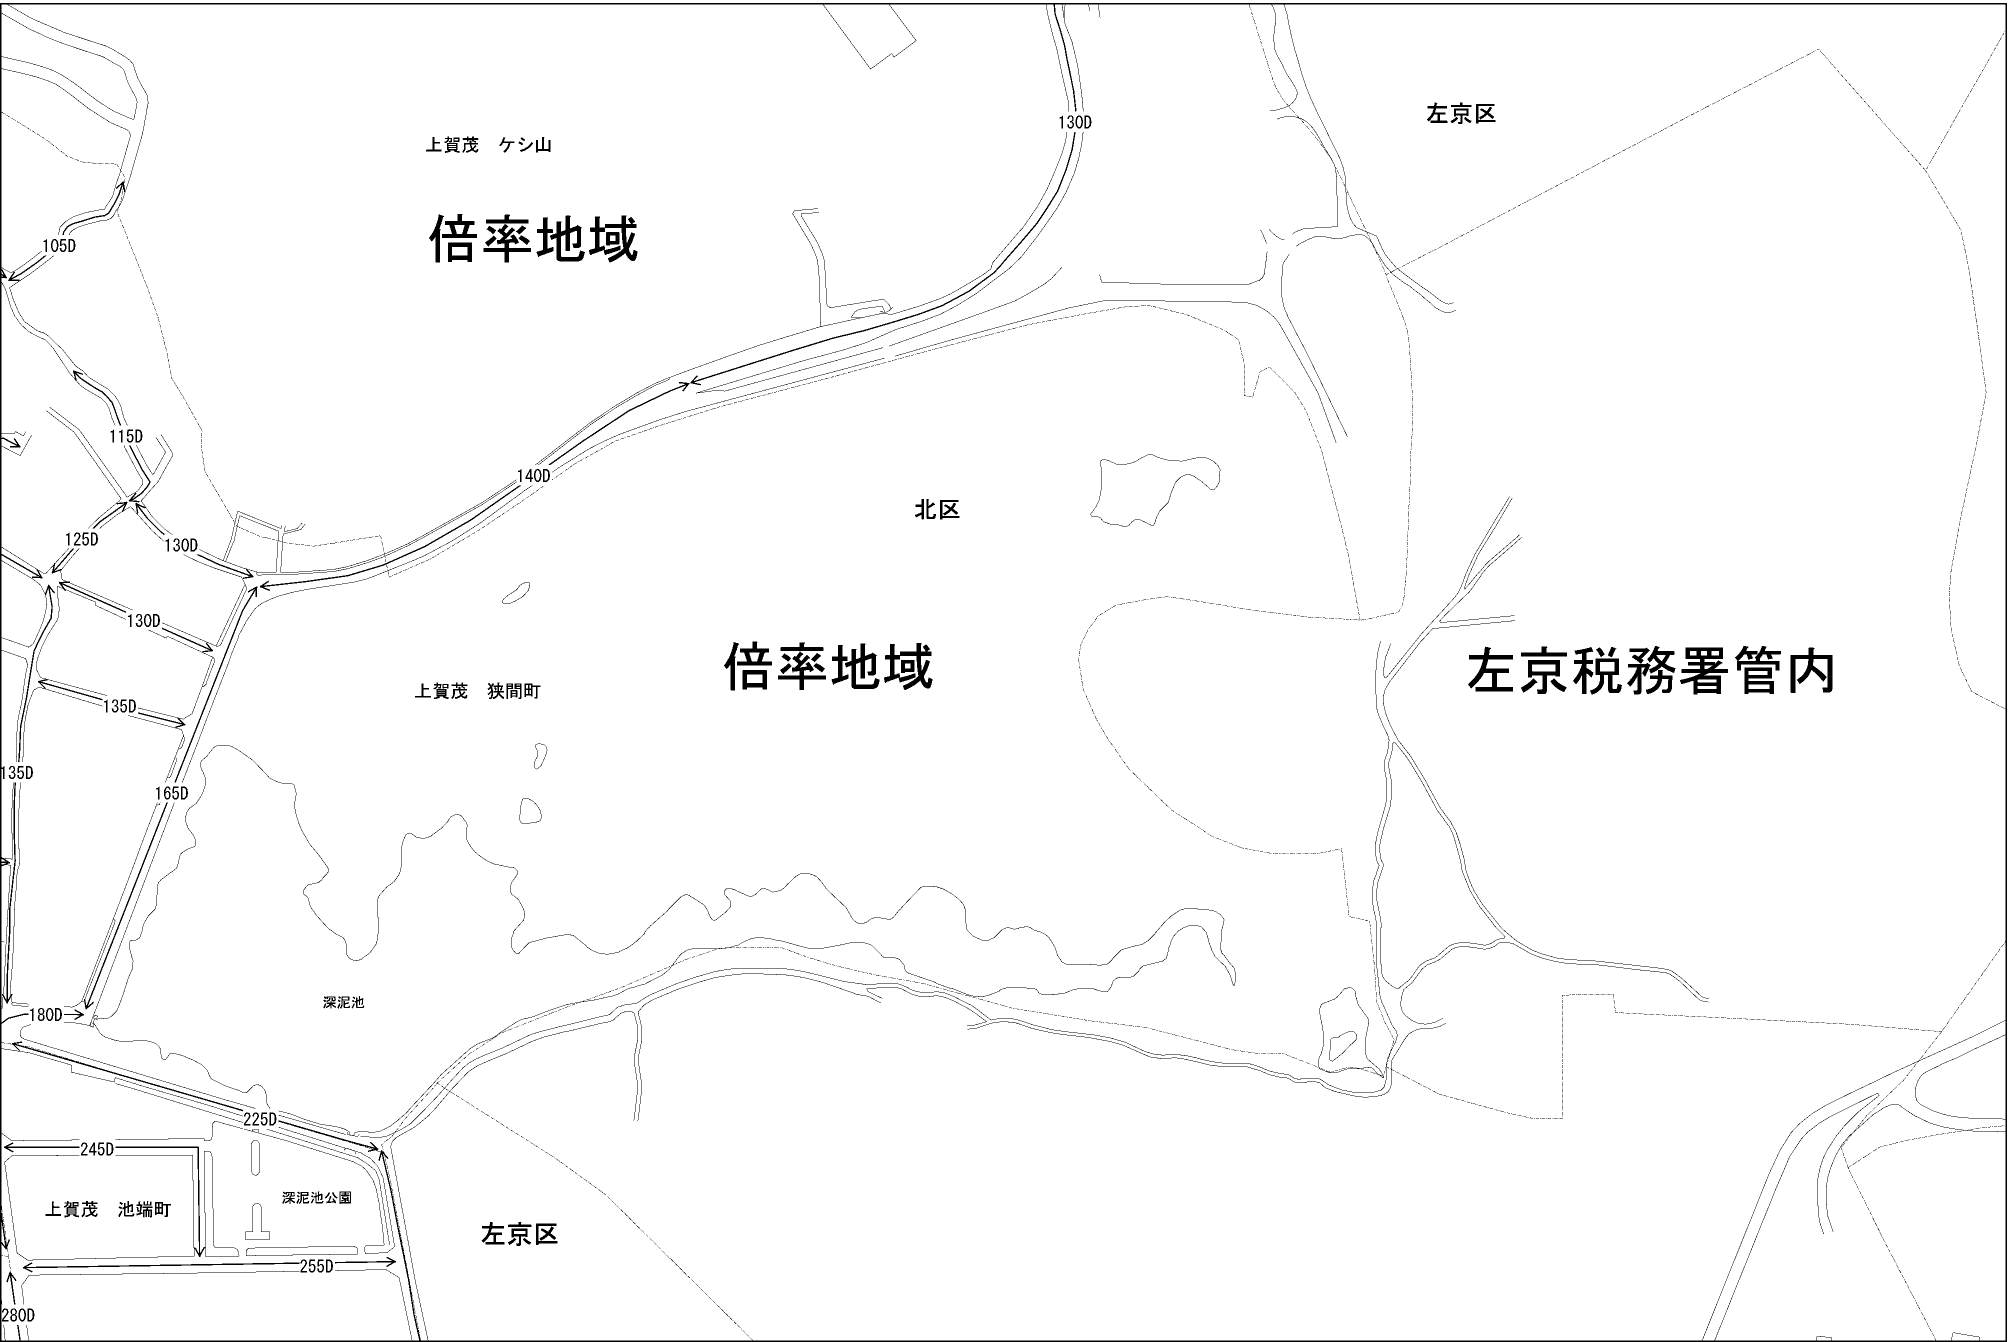 130D
左京区
上賀茂　ケシ山
倍率地域
105D
115D
140D
北区
125D
130D
130D
倍率地域
左京税務署管内
上賀茂　狭間町
135D
135D
165D
深泥池
180D
225D
245D
深泥池公園
上賀茂　池端町
左京区
255D
280D